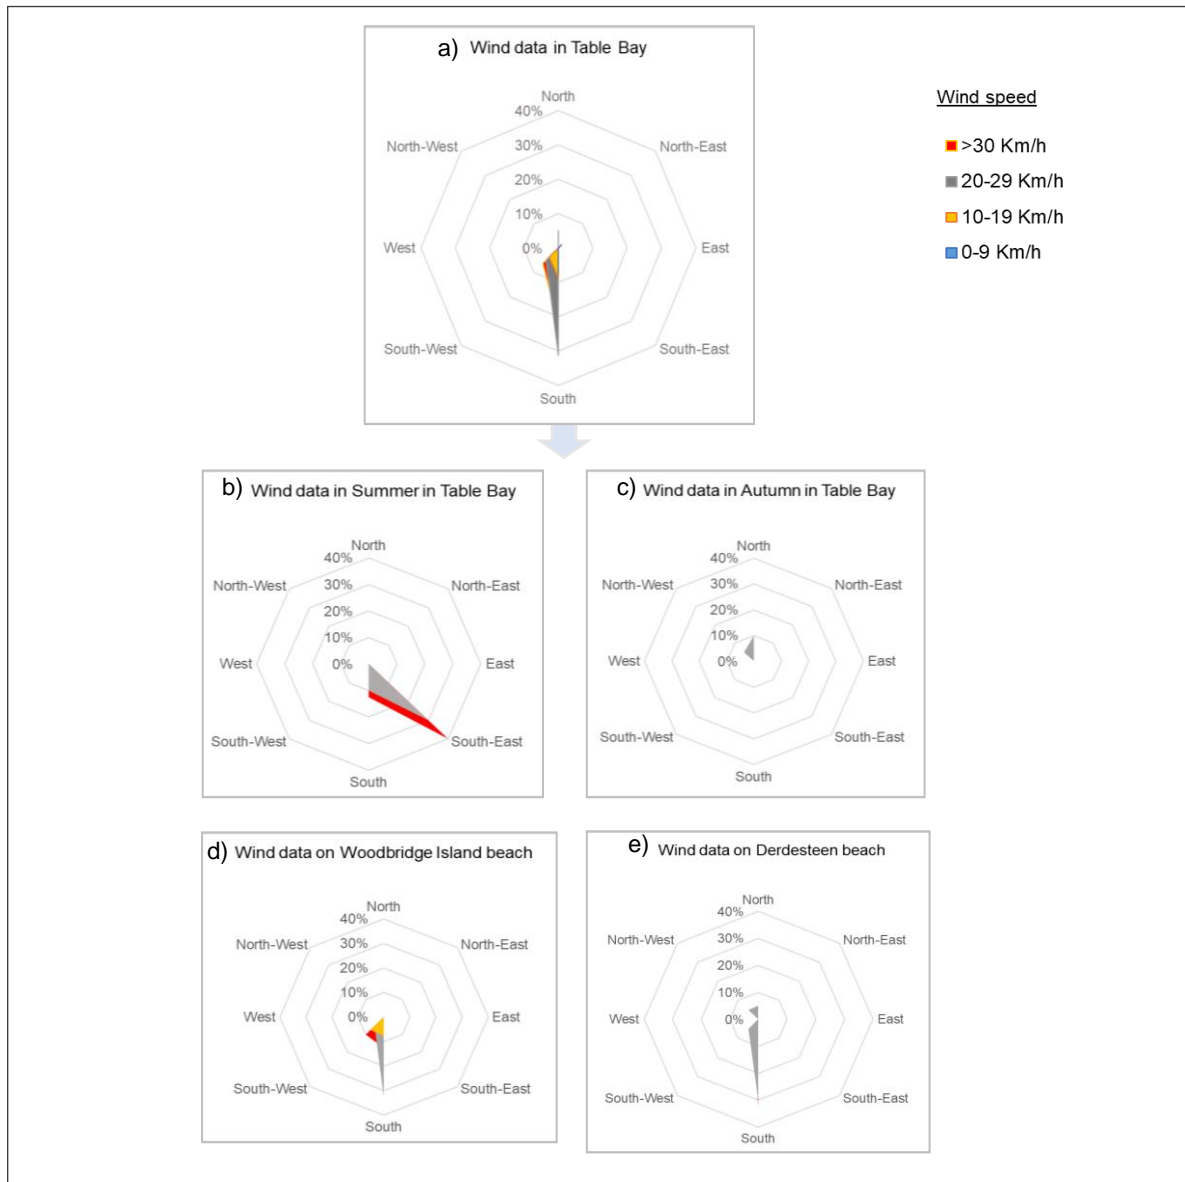 a) Wind data in Table Bay
North
40%
North-West
North-East
30%
20%
10%
West
0%
East
South-West
South-East
South
Wind speed
>30 Km/h
20-29 Km/h
10-19 Km/h
0-9 Km/h
b) Wind data in Summer in Table Bay
North
40%
North-West
North-East
30%
20%
10%
West
0%
East
South-West
South-East
South
c) Wind data in Autumn in Table Bay
North
40%
North-West
North-East
30%
20%
10%
West
0%
East
South-West
South-East
South
d) Wind data on Woodbridge Island beach
North
40%
North-West
North-East
30%
20%
10%
West
0%
East
South-West
South-East
South
e) Wind data on Derdesteen beach
North
40%
North-West
North-East
30%
20%
10%
West
0%
East
South-West
South-East
South